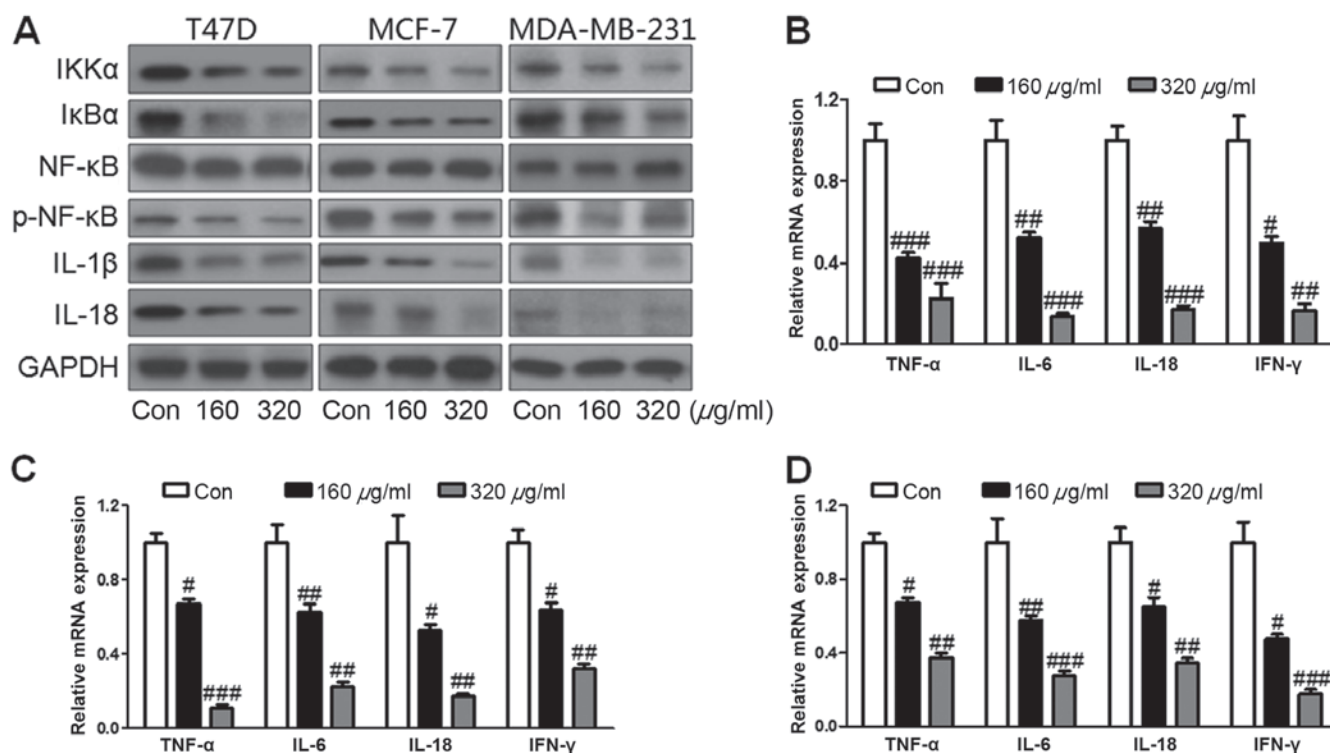 A
T47D MCF-7 MDA-MB-231
IKKα
IκBα
NF-κB
p-NF-κB
IL-1β
IL-18
GAPDH
Con 160 320 Con 160 320 Con 160 320 (μg/ml)
B
Con 160 μg/ml 320 μg/ml
Relative mRNA expression
1.2
0.8
0.4
0.0
### ### ## ### ## ### # ##
TNF-α IL-6 IL-18 IFN-γ
C
Con 160 μg/ml 320 μg/ml
Relative mRNA expression
1.2
0.8
0.4
0.0
# ### ## ## # ## # ##
TNF-α IL-6 IL-18 IFN-γ
D
Con 160 μg/ml 320 μg/ml
Relative mRNA expression
1.2
0.8
0.4
0.0
# ## ## ### # ## # ###
TNF-α IL-6 IL-18 IFN-γ